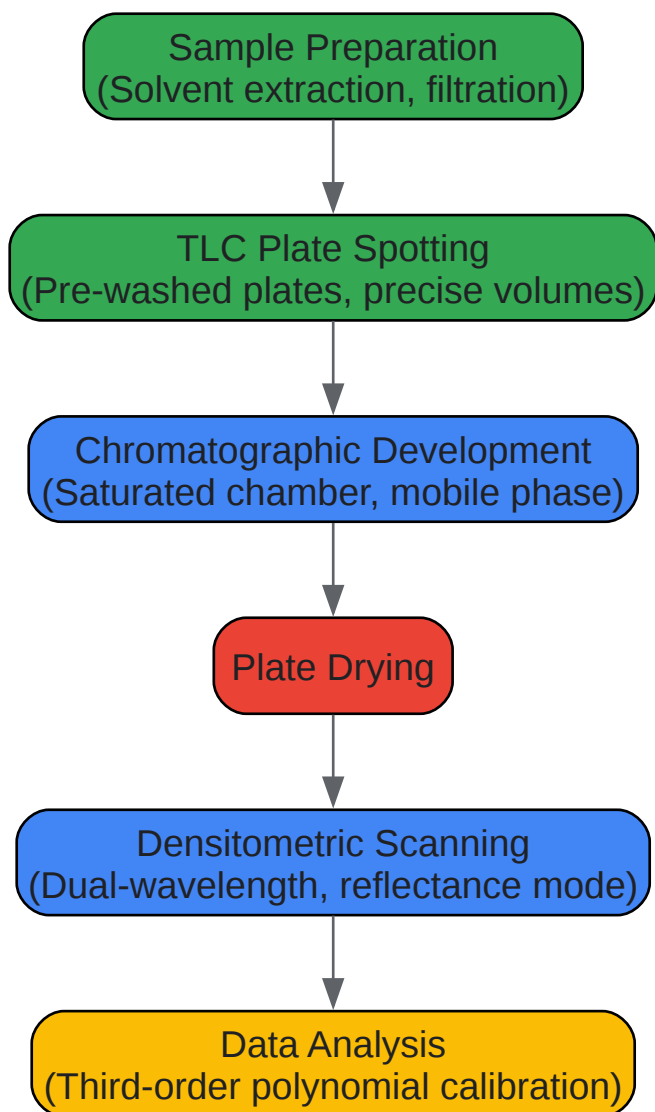 Sample Preparation
(Solvent extraction, filtration)
TLC Plate Spotting
(Pre-washed plates, precise volumes)
Chromatographic Development
(Saturated chamber, mobile phase)
Plate Drying
Densitometric Scanning
(Dual-wavelength, reflectance mode)
Data Analysis
(Third-order polynomial calibration)